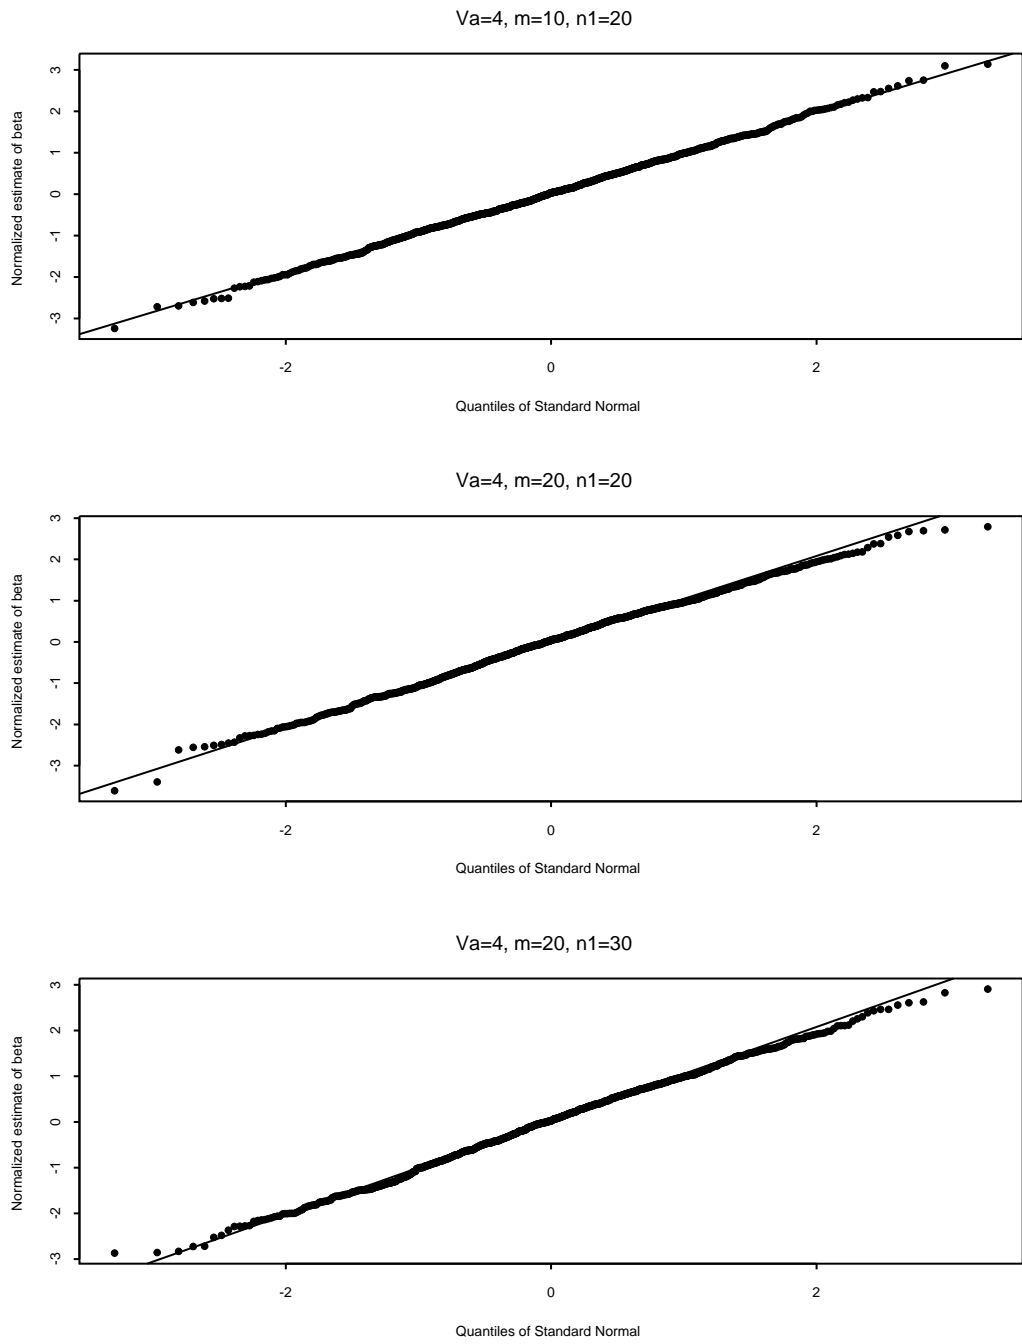 Va=4, m=10, n1=20
Normalized estimate of beta
3
2
1
0
-1
-2
-3
-2 0 2
Quantiles of Standard Normal
Va=4, m=20, n1=20
Normalized estimate of beta
3
2
1
0
-1
-2
-3
-2 0 2
Quantiles of Standard Normal
Va=4, m=20, n1=30
Normalized estimate of beta
3
2
1
0
-1
-2
-3
-2 0 2
Quantiles of Standard Normal